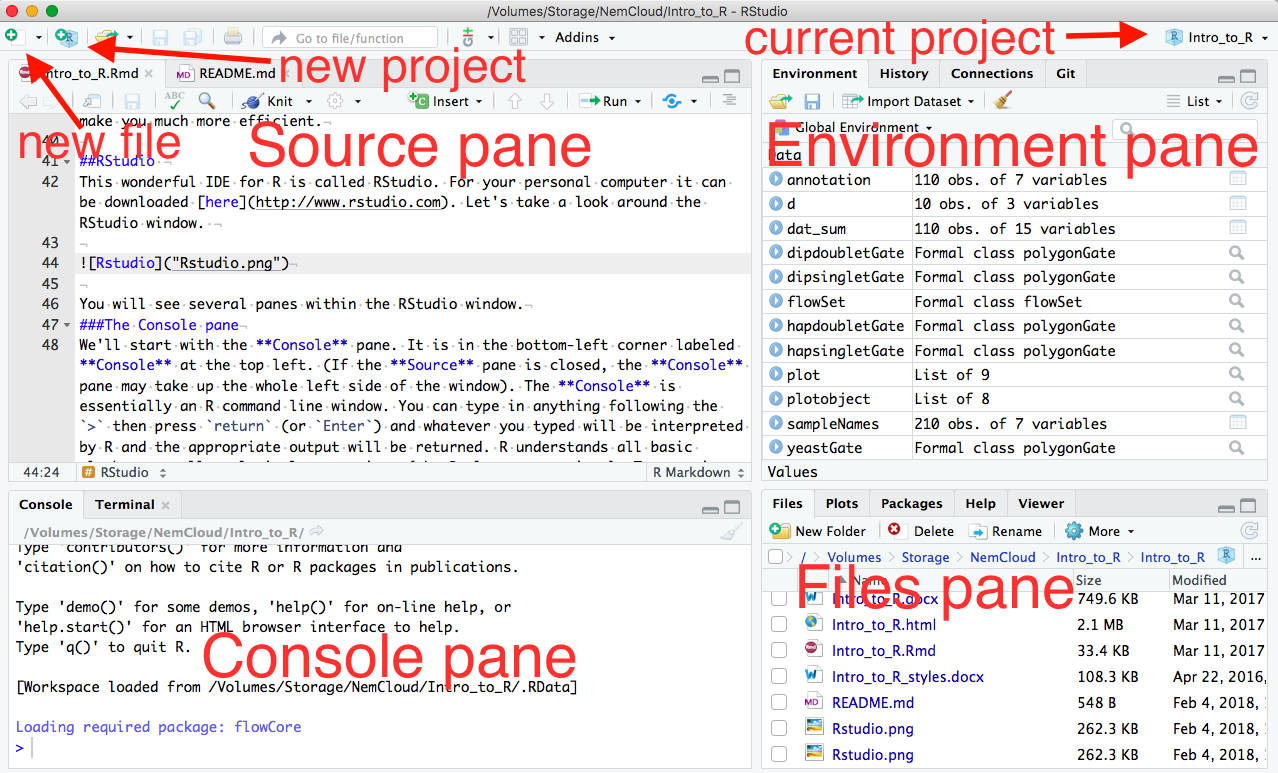 /Volumes/Storage/NemCloud/Intro_to_R - RStudio
Go to file/function
Addins
current project
Intro_to_R
Intro_to_R.Rmd
README.md
new project
ABC
Knit
Insert
Run
new file
Source pane
make you much more efficient.
40
41 ##RStudio
42 This wonderful IDE for R is called RStudio. For your personal computer it can
be downloaded [here](http://www.rstudio.com). Let's take a look around the
RStudio window.
43
44 ![Rstudio]("Rstudio.png")
45
46 You will see several panes within the RStudio window.
47 ###The Console pane
48 We'll start with the **Console** pane. It is in the bottom-left corner labeled
**Console** at the top left. (If the **Source** pane is closed, the **Console**
pane may take up the whole left side of the window). The **Console** is
essentially an R command line window. You can type in anything following the
`>` then press `return` (or `Enter`) and whatever you typed will be interpreted
by R and the appropriate output will be returned. R understands all basic
44:24 # RStudio R Markdown
Environment History Connections Git
Import Dataset List
Global Environment
Environment pane
Data
annotation 110 obs. of 7 variables
d 10 obs. of 3 variables
dat_sum 110 obs. of 15 variables
dipdoubletGate Formal class polygonGate
dipsingletGate Formal class polygonGate
flowSet Formal class flowSet
hapdoubletGate Formal class polygonGate
hapsingletGate Formal class polygonGate
plot List of 9
plotobject List of 8
sampleNames 210 obs. of 7 variables
yeastGate Formal class polygonGate
Values
Console Terminal
/Volumes/Storage/NemCloud/Intro_to_R/
Type 'contributors()' for more information and
'citation()' on how to cite R or R packages in publications.
Type 'demo()' for some demos, 'help()' for on-line help, or
'help.start()' for an HTML browser interface to help.
Type 'q()' to quit R.
Console pane
[Workspace loaded from /Volumes/Storage/NemCloud/Intro_to_R/.RData]
Loading required package: flowCore
>
Files Plots Packages Help Viewer
New Folder Delete Rename More
/ Volumes Storage NemCloud Intro_to_R Intro_to_R ...
Name Size Modified
Files pane
Intro_to_R.docx 749.6 KB Mar 11, 2017
Intro_to_R.html 2.1 MB Mar 11, 2017
Intro_to_R.Rmd 33.4 KB Mar 11, 2017
Intro_to_R_styles.docx 108.3 KB Apr 22, 2016,
README.md 548 B Feb 4, 2018,
Rstudio.png 262.3 KB Feb 4, 2018,
Rstudio.png 262.3 KB Feb 4, 2018,